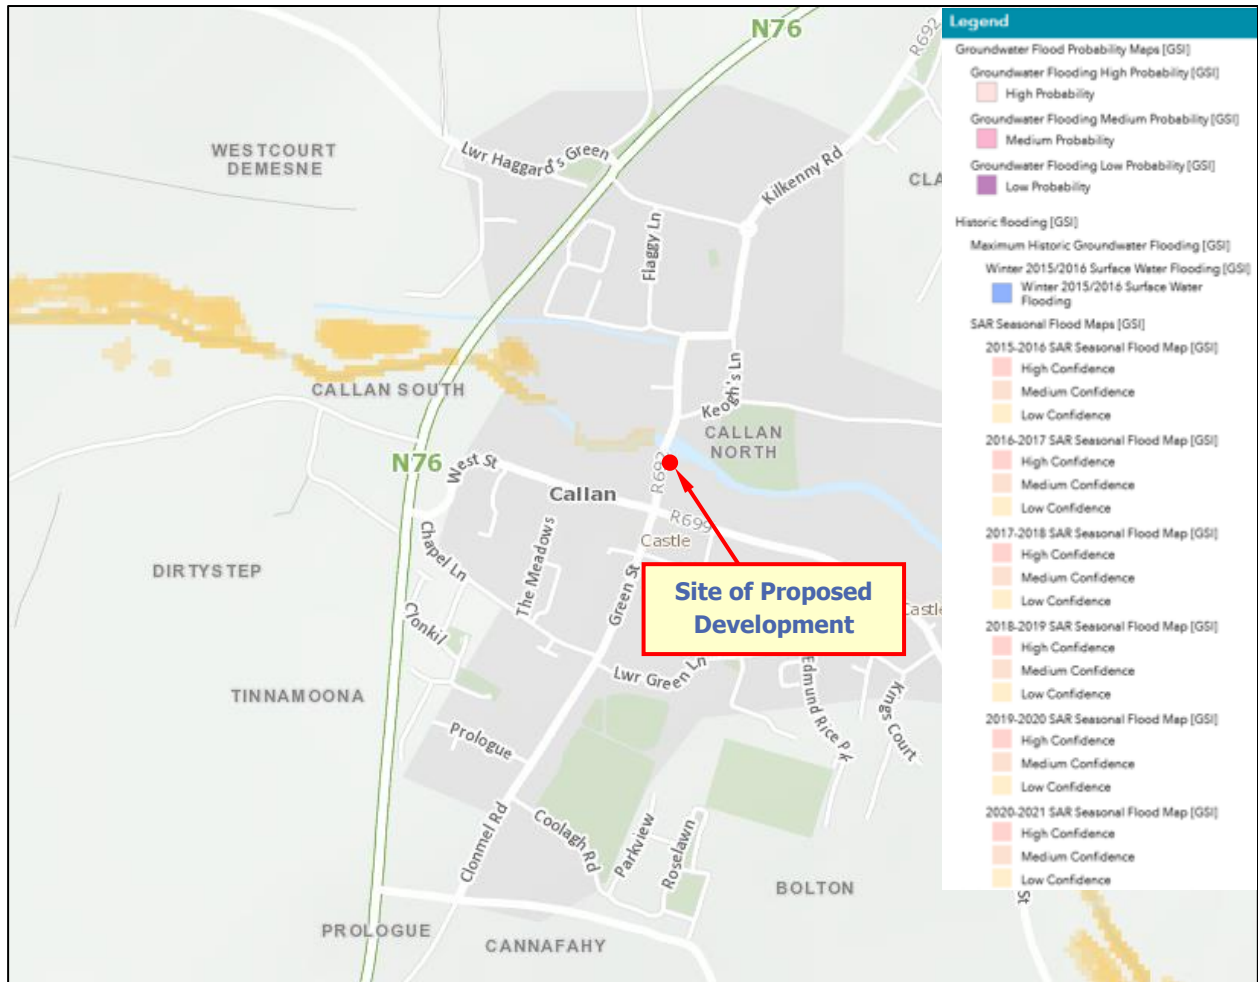 N76
R692
WESTCOURT
DEMESNE
Lwr Haggard's Green
Kilkenny Rd
CLA
Flaggy Ln
CALLAN SOUTH
Keogh's Ln
CALLAN
NORTH
N76
West St
R692
Callan
R699
Castle
Chapel Ln
The Meadows
DIRTYSTEP
Clonkil
Green St
Site of Proposed
Development
Castle
Lwr Green Ln
Edmund Rice Pk
Kings Court
TINNAMOONA
Prologue
Clonmel Rd
Coolagh Rd
Parkview
Roselawn
BOLTON
St
PROLOGUE
CANNAFAHY
Legend
Groundwater Flood Probability Maps [GSI]
Groundwater Flooding High Probability [GSI]
High Probability
Groundwater Flooding Medium Probability [GSI]
Medium Probability
Groundwater Flooding Low Probability [GSI]
Low Probability
Historic flooding [GSI]
Maximum Historic Groundwater Flooding [GSI]
Winter 2015/2016 Surface Water Flooding [GSI]
Winter 2015/2016 Surface Water
Flooding
SAR Seasonal Flood Maps [GSI]
2015-2016 SAR Seasonal Flood Map [GSI]
High Confidence
Medium Confidence
Low Confidence
2016-2017 SAR Seasonal Flood Map [GSI]
High Confidence
Medium Confidence
Low Confidence
2017-2018 SAR Seasonal Flood Map [GSI]
High Confidence
Medium Confidence
Low Confidence
2018-2019 SAR Seasonal Flood Map [GSI]
High Confidence
Medium Confidence
Low Confidence
2019-2020 SAR Seasonal Flood Map [GSI]
High Confidence
Medium Confidence
Low Confidence
2020-2021 SAR Seasonal Flood Map [GSI]
High Confidence
Medium Confidence
Low Confidence